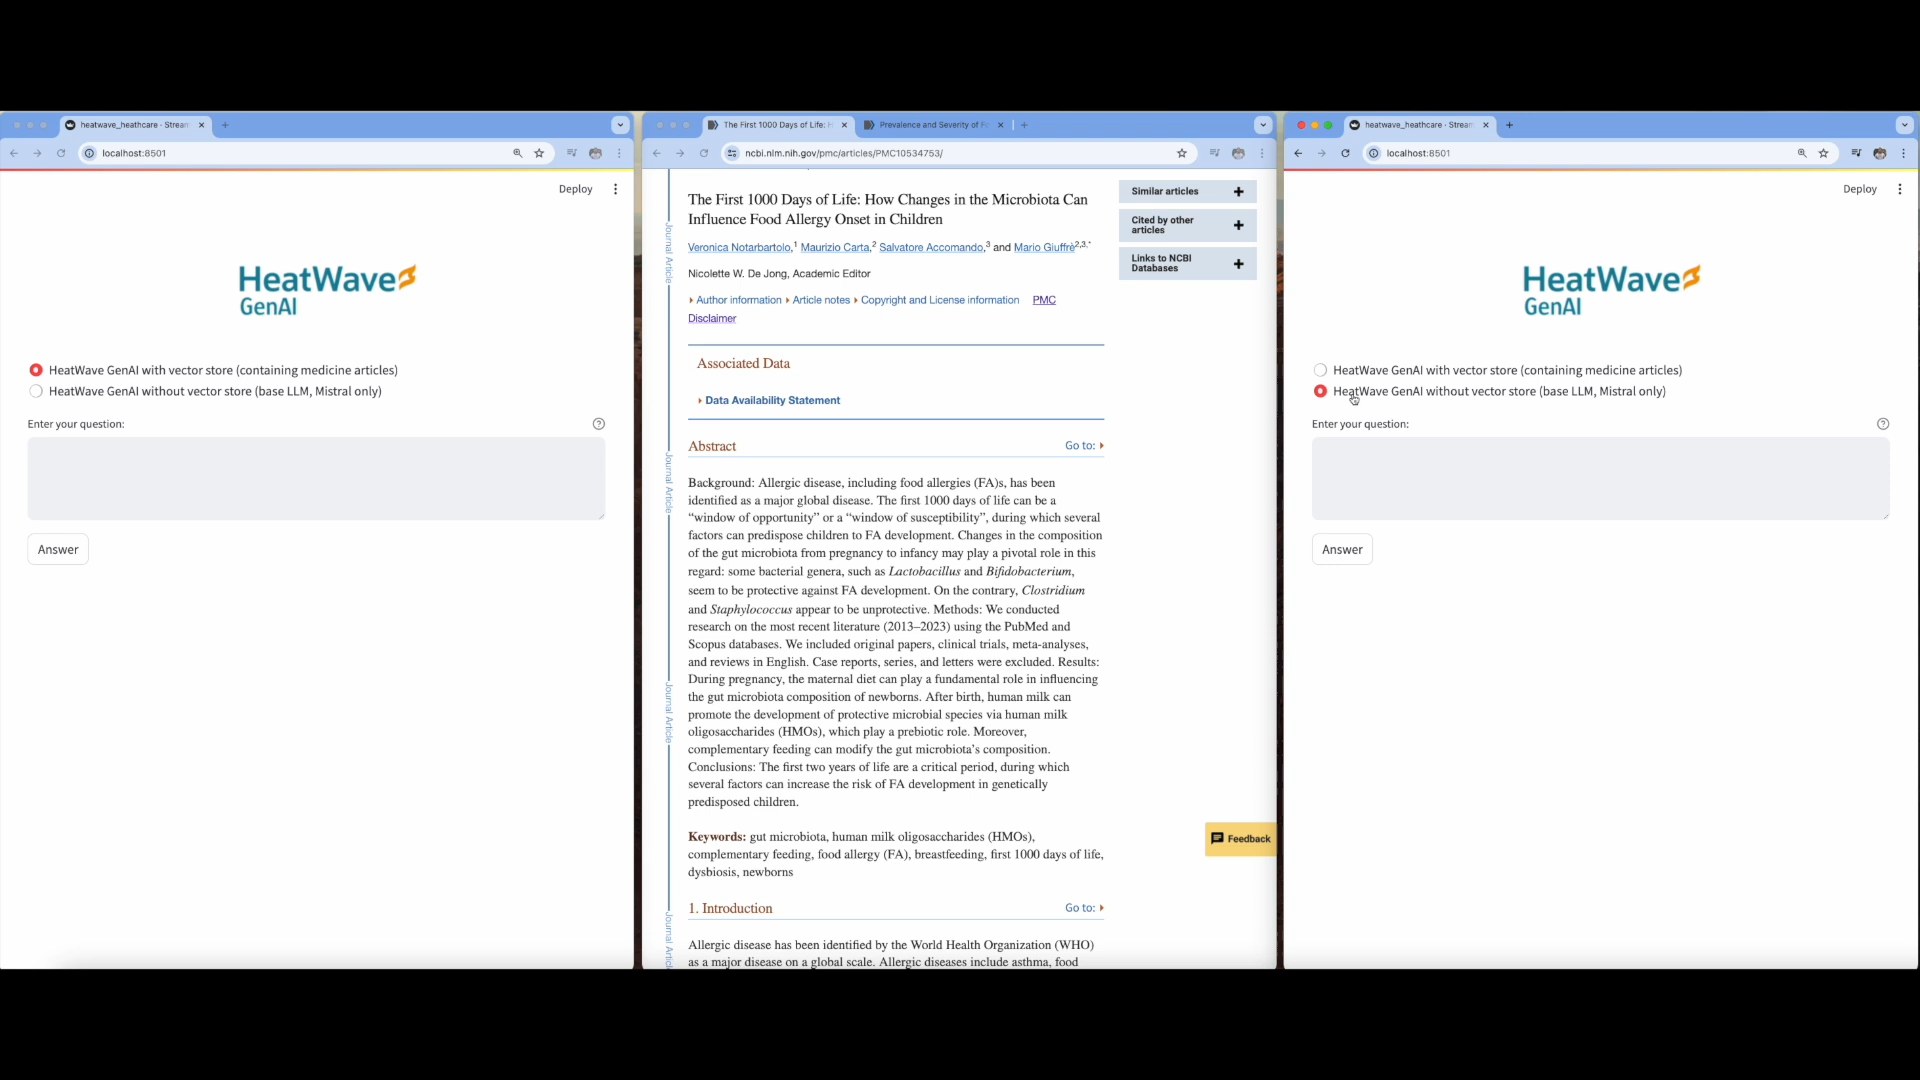 heatwave_heathcare · Stream
localhost:8501
Deploy
HeatWave
GenAI
HeatWave GenAI with vector store (containing medicine articles)
HeatWave GenAI without vector store (base LLM, Mistral only)
Enter your question:
Answer
The First 1000 Days of Life: H
Prevalence and Severity of F
ncbi.nlm.nih.gov/pmc/articles/PMC10534753/
Journal Article
Journal Article
Journal Article
Journal Article
The First 1000 Days of Life: How Changes in the Microbiota Can
Influence Food Allergy Onset in Children
Veronica Notarbartolo,1 Maurizio Carta,2 Salvatore Accomando,3 and Mario Giuffrè2,3,*
Nicolette W. De Jong, Academic Editor
Author information Article notes Copyright and License information PMC
Disclaimer
Associated Data
Data Availability Statement
Abstract Go to:
Background: Allergic disease, including food allergies (FA)s, has been
identified as a major global disease. The first 1000 days of life can be a
“window of opportunity” or a “window of susceptibility”, during which several
factors can predispose children to FA development. Changes in the composition
of the gut microbiota from pregnancy to infancy may play a pivotal role in this
regard: some bacterial genera, such as Lactobacillus and Bifidobacterium,
seem to be protective against FA development. On the contrary, Clostridium
and Staphylococcus appear to be unprotective. Methods: We conducted
research on the most recent literature (2013–2023) using the PubMed and
Scopus databases. We included original papers, clinical trials, meta-analyses,
and reviews in English. Case reports, series, and letters were excluded. Results:
During pregnancy, the maternal diet can play a fundamental role in influencing
the gut microbiota composition of newborns. After birth, human milk can
promote the development of protective microbial species via human milk
oligosaccharides (HMOs), which play a prebiotic role. Moreover,
complementary feeding can modify the gut microbiota’s composition.
Conclusions: The first two years of life are a critical period, during which
several factors can increase the risk of FA development in genetically
predisposed children.
Keywords: gut microbiota, human milk oligosaccharides (HMOs),
complementary feeding, food allergy (FA), breastfeeding, first 1000 days of life,
dysbiosis, newborns
1. Introduction Go to:
Allergic disease has been identified by the World Health Organization (WHO)
as a major disease on a global scale. Allergic diseases include asthma, food
Similar articles
Cited by other
articles
Links to NCBI
Databases
Feedback
heatwave_heathcare · Stream
localhost:8501
Deploy
HeatWave
GenAI
HeatWave GenAI with vector store (containing medicine articles)
HeatWave GenAI without vector store (base LLM, Mistral only)
Enter your question:
Answer